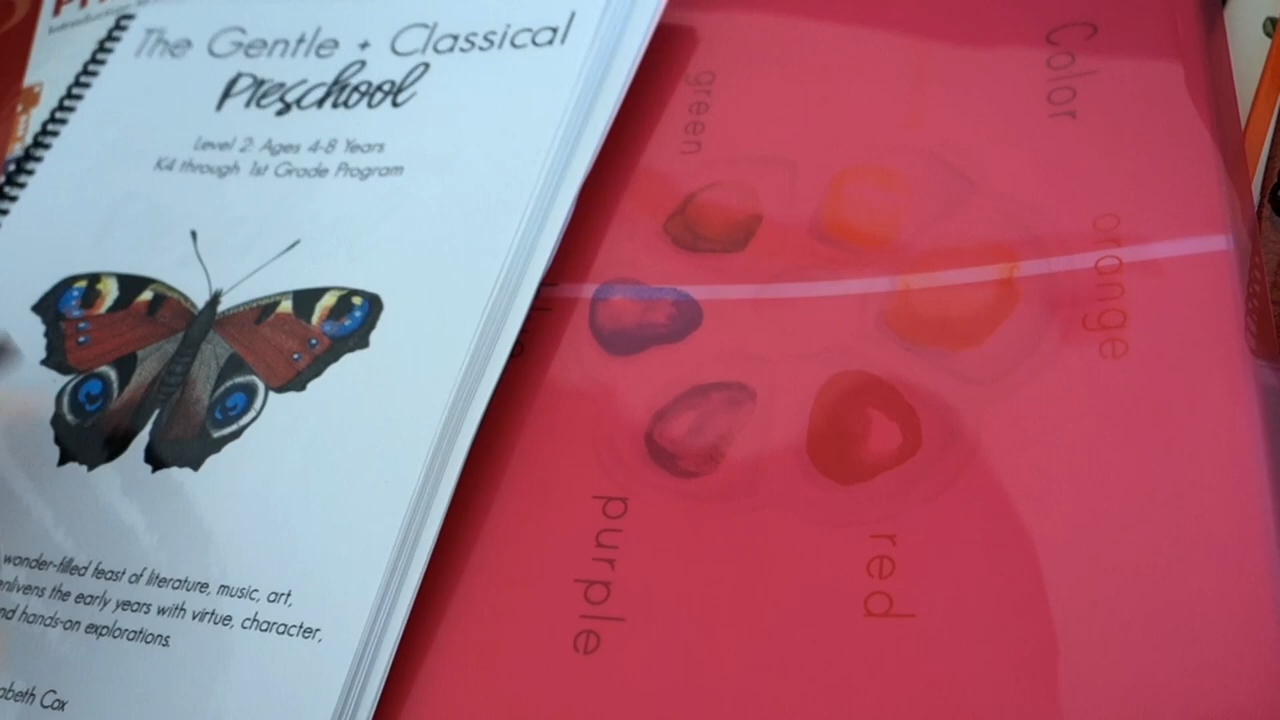 The Gentle + Classical
Preschool
Level 2: Ages 4-8 Years
K4 through 1st Grade Program
wonder-filled feast of literature, music, art,
enlivens the early years with virtue, character,
and hands-on explorations.
Cox
Color
green
orange
purple
red